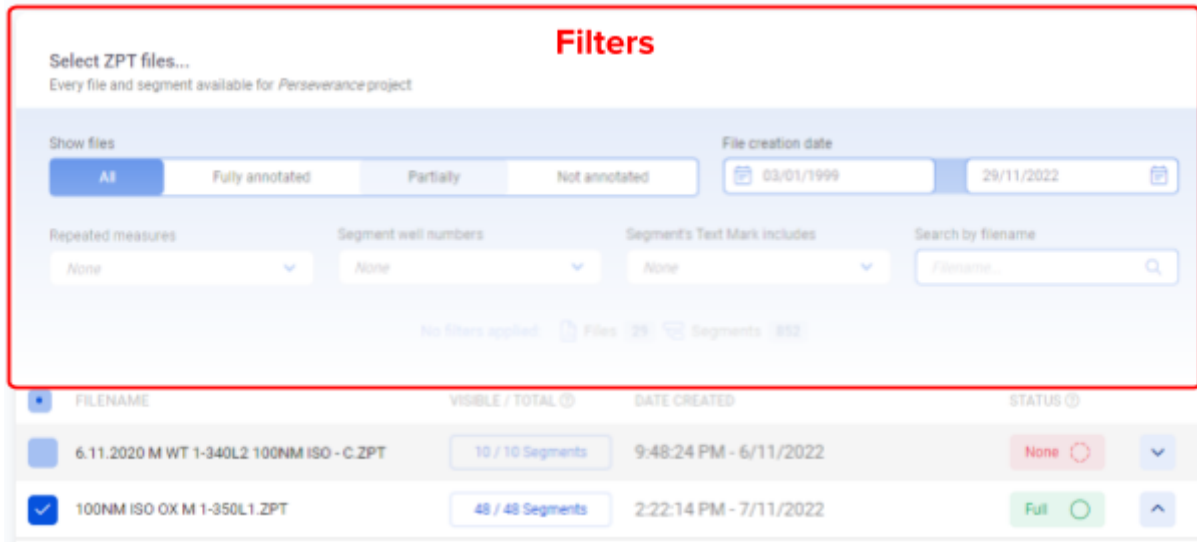 Filters
Select ZPT files...
Every file and segment available for Perseverance project
Show files
File creation date
All Fully annotated Partially Not annotated 03/01/1999 29/11/2022
Repeated measures Segment well numbers Segment's Text Mark includes Search by filename
None None None Filename...
No filters applied Files 25 Segments 852
FILENAME VISIBLE / TOTAL DATE CREATED STATUS
6.11.2020 M WT 1-340L2 100NM ISO - C.ZPT 10 / 10 Segments 9:48:24 PM - 6/11/2022 None
100NM ISO OX M 1-350L1.ZPT 48 / 48 Segments 2:22:14 PM - 7/11/2022 Full